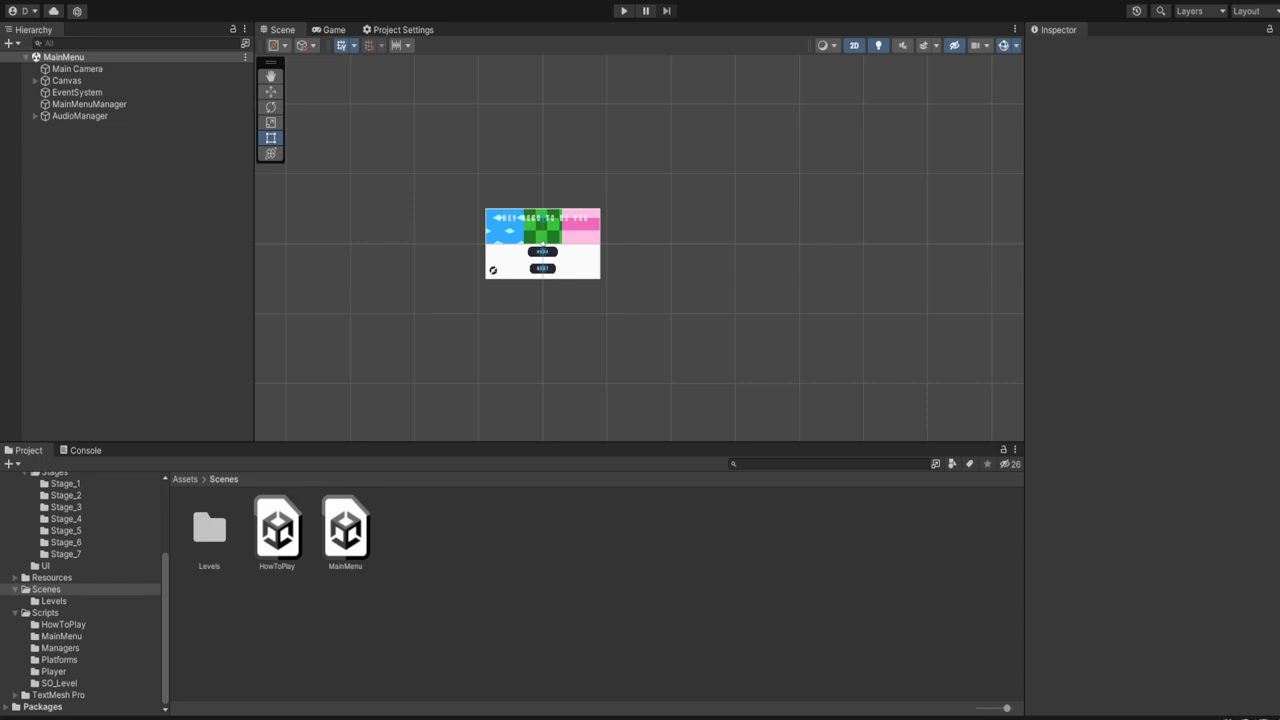 D
Layers
Layout
Hierarchy
Scene
Game
Project Settings
Inspector
All
2D
MainMenu
Main Camera
Canvas
EventSystem
MainMenuManager
AudioManager
Project
Console
26
Stages
Stage_1
Stage_2
Stage_3
Stage_4
Stage_5
Stage_6
Stage_7
UI
Resources
Scenes
Levels
Scripts
HowToPlay
MainMenu
Managers
Platforms
Player
SO_Level
TextMesh Pro
Packages
Assets > Scenes
Levels
HowToPlay
MainMenu